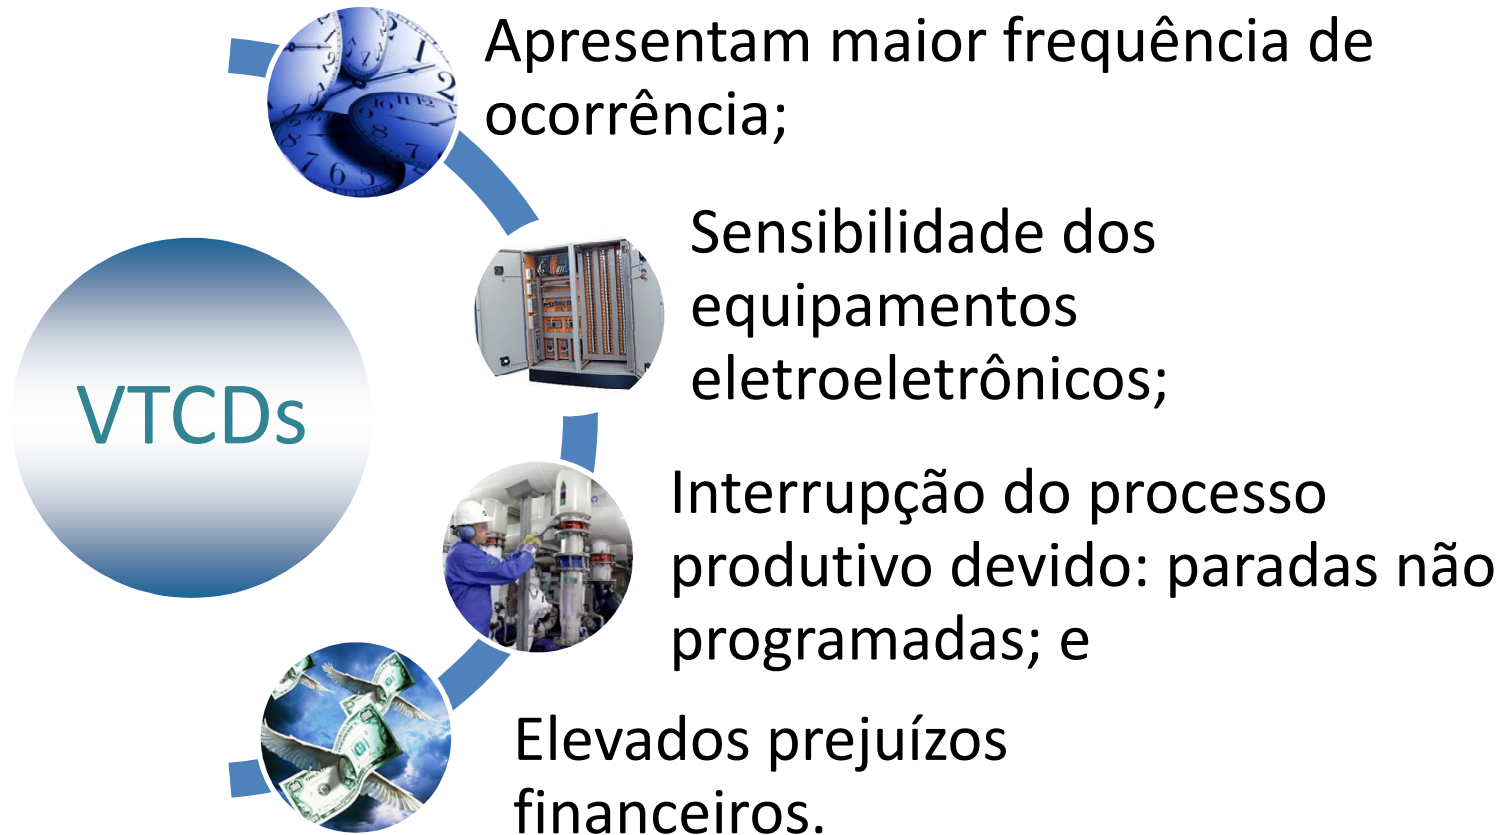 Apresentam maior frequência de
ocorrência;
Sensibilidade dos
equipamentos
eletroeletrônicos;
VTCDs
Interrupção do processo
produtivo devido: paradas não
programadas; e
Elevados prejuízos
financeiros.